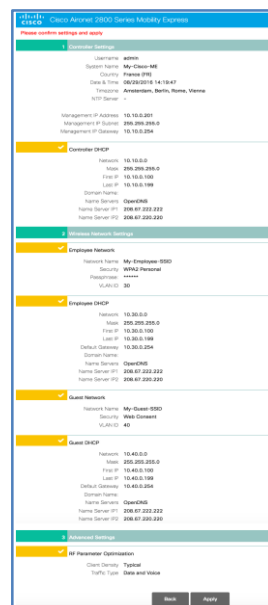 CISCO Cisco Aironet 2800 Series Mobility Express
Please confirm settings and apply
1 Controller Settings
Username admin
System Name My-Cisco-ME
Country France (FR)
Date & Time 08/29/2016 14:19:47
Timezone Amsterdam, Berlin, Rome, Vienna
NTP Server -
Management IP Address 10.10.0.201
Management IP Subnet 255.255.255.0
Management IP Gateway 10.10.0.254
Controller DHCP
Network 10.10.0.0
Mask 255.255.255.0
First IP 10.10.0.100
Last IP 10.10.0.199
Domain Name:
Name Servers OpenDNS
Name Server IP1 208.67.222.222
Name Server IP2 208.67.220.220
2 Wireless Network Settings
Employee Network
Network Name My-Employee-SSID
Security WPA2 Personal
Passphrase: ******
VLAN ID 30
Employee DHCP
Network 10.30.0.0
Mask 255.255.255.0
First IP 10.30.0.100
Last IP 10.30.0.199
Default Gateway 10.30.0.254
Domain Name:
Name Servers OpenDNS
Name Server IP1 208.67.222.222
Name Server IP2 208.67.220.220
Guest Network
Network Name My-Guest-SSID
Security Web Consent
VLAN ID 40
Guest DHCP
Network 10.40.0.0
Mask 255.255.255.0
First IP 10.40.0.100
Last IP 10.40.0.199
Default Gateway 10.40.0.254
Domain Name:
Name Servers OpenDNS
Name Server IP1 208.67.222.222
Name Server IP2 208.67.220.220
3 Advanced Settings
RF Parameter Optimization
Client Density Typical
Traffic Type Data and Voice
Back Apply